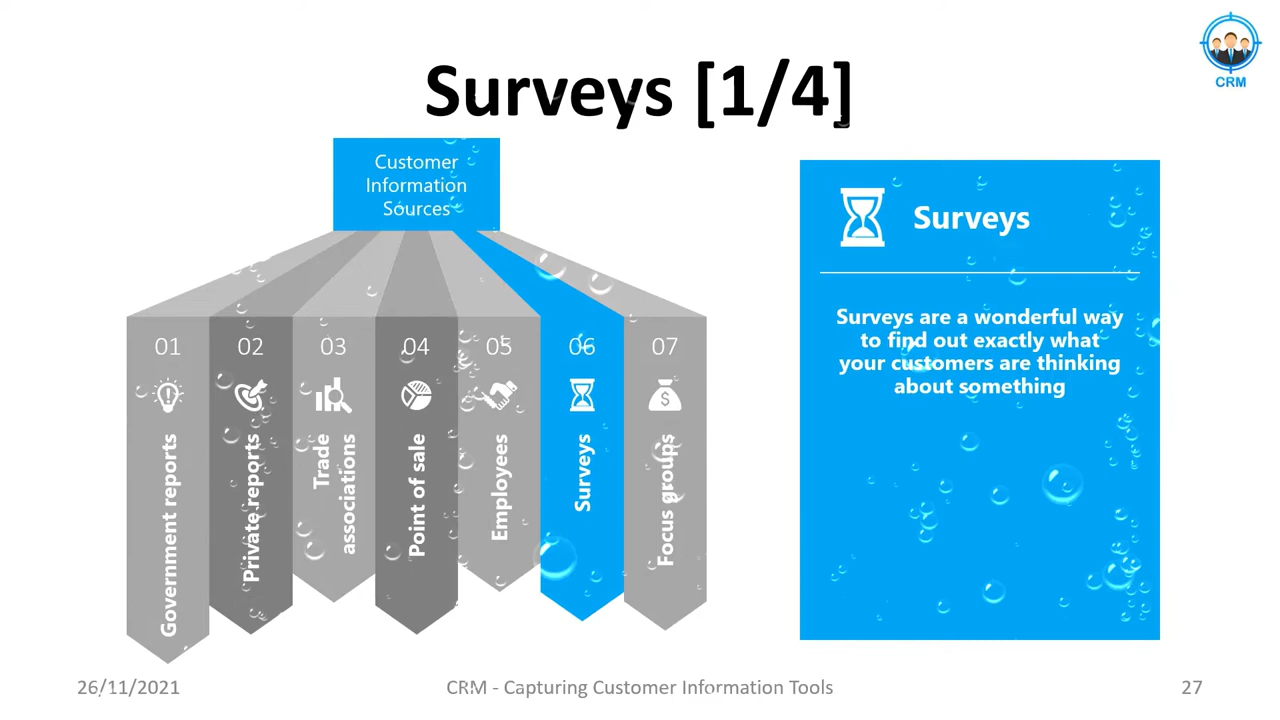 CRM
Surveys [1/4]
Customer
Information
Sources
01
Government reports
02
Private reports
03
Trade
associations
04
Point of sale
05
Employees
06
Surveys
07
Focus groups
Surveys
Surveys are a wonderful way
to find out exactly what
your customers are thinking
about something
26/11/2021
CRM - Capturing Customer Information Tools
27